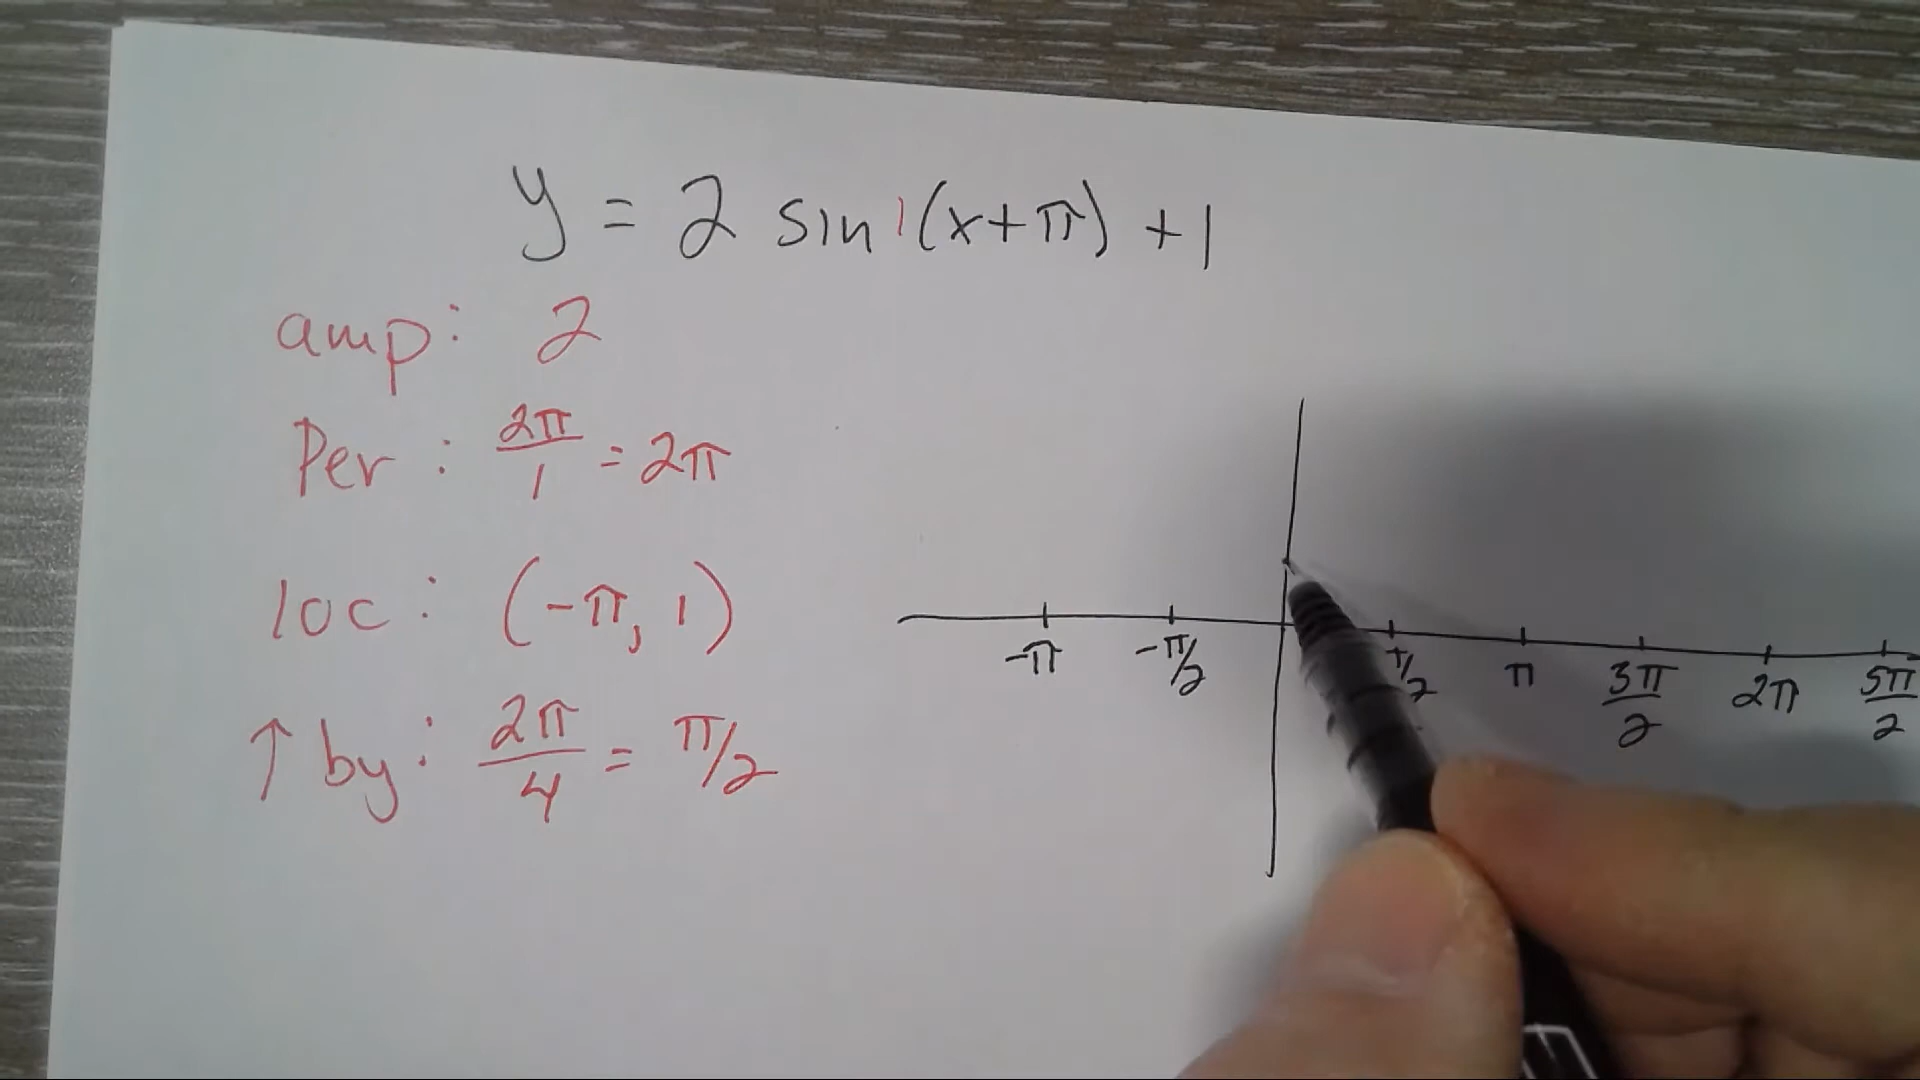 y = 2 sin 1(x+π) +1
amp: 2
Per: 2π/1 = 2π
loc: (-π, 1)
↑ by: 2π/4 = π/2
-π -π/2 π/2 π 3π/2 2π 5π/2